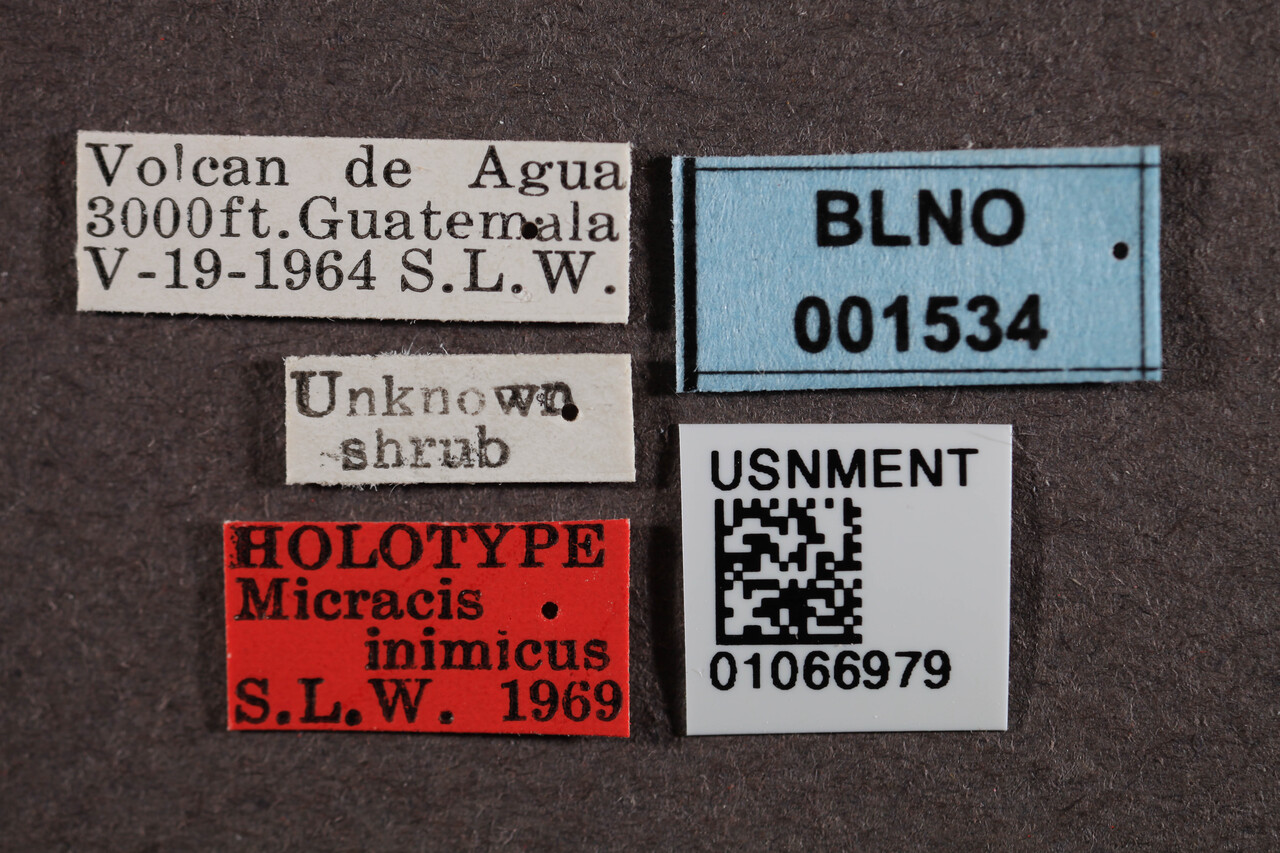 Volcan de Agua
3000ft. Guatemala
V-19-1964 S.L.W.
Unknown
shrub
HOLOTYPE
Micracis
inimicus
S.L.W. 1969
BLNO
001534
USNMENT
01066979